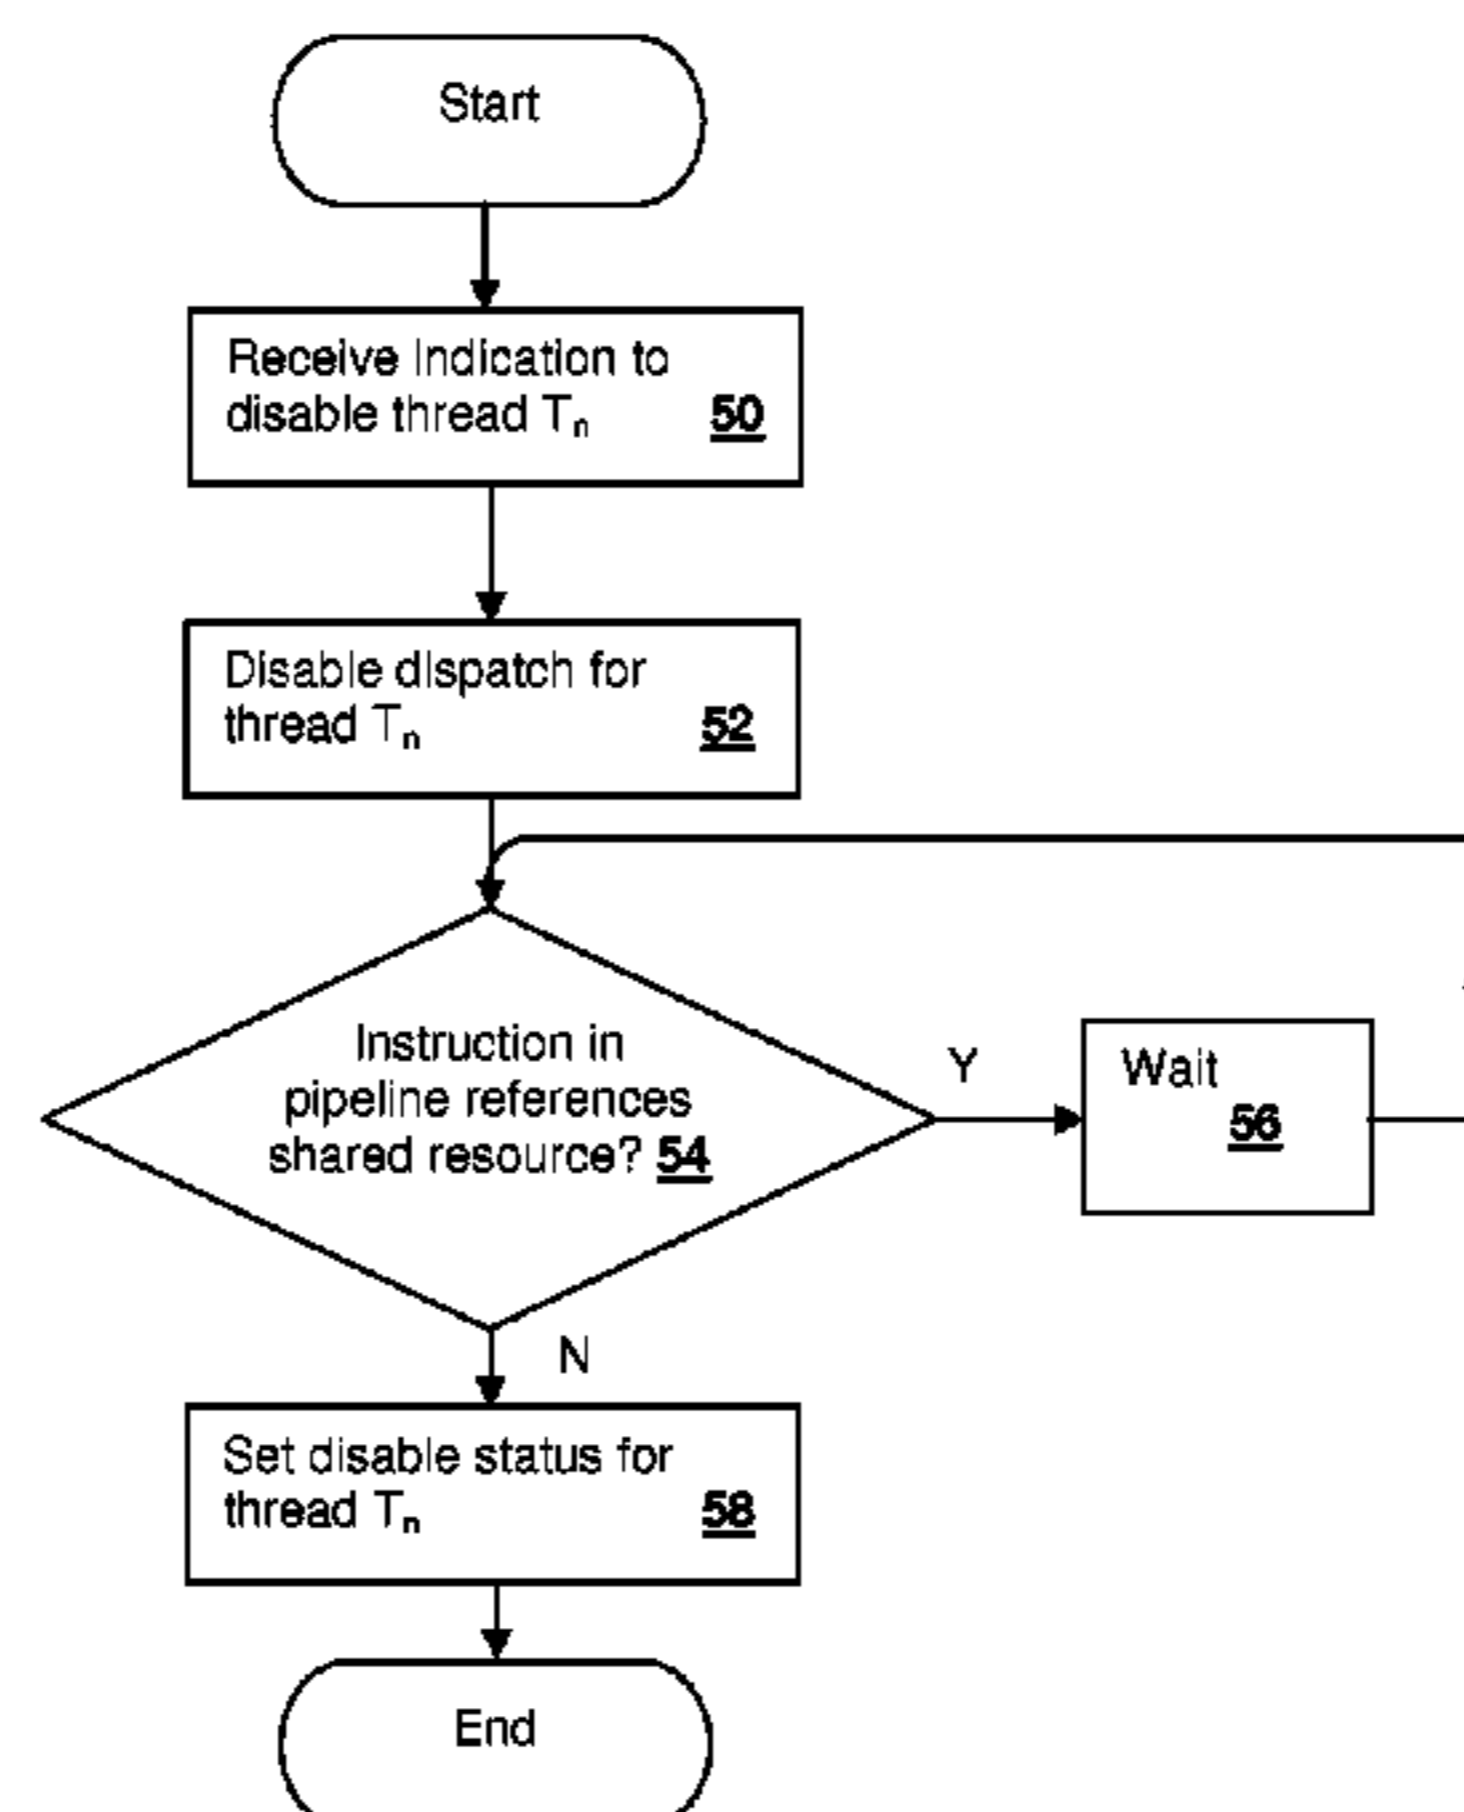 Start
Receive Indication to
disable thread Tn 50
Disable dispatch for
thread Tn 52
Instruction in
pipeline references
shared resource? 54
Y
Wait
56
N
Set disable status for
thread Tn 58
End